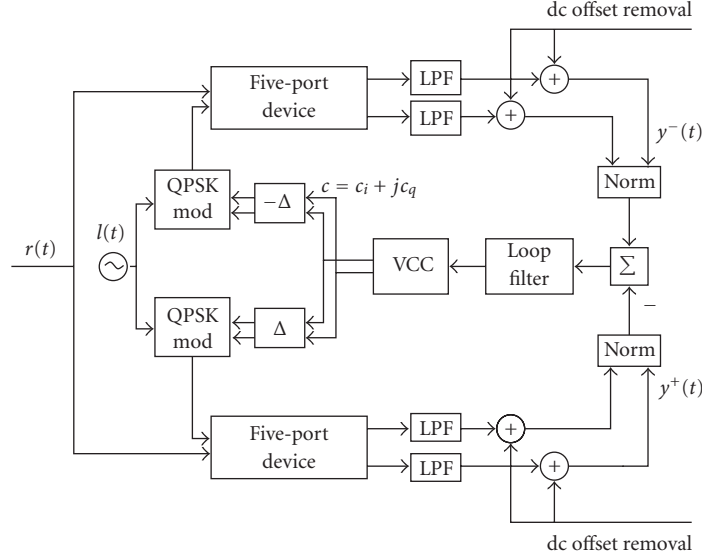 dc offset removal
Five-port
device
LPF
+
LPF
+
y⁻(t)
QPSK
mod
−Δ
c = c_i + jc_q
Norm
r(t)
l(t)
VCC
Loop
filter
Σ
QPSK
mod
Δ
−
Norm
y⁺(t)
Five-port
device
LPF
+
LPF
+
dc offset removal